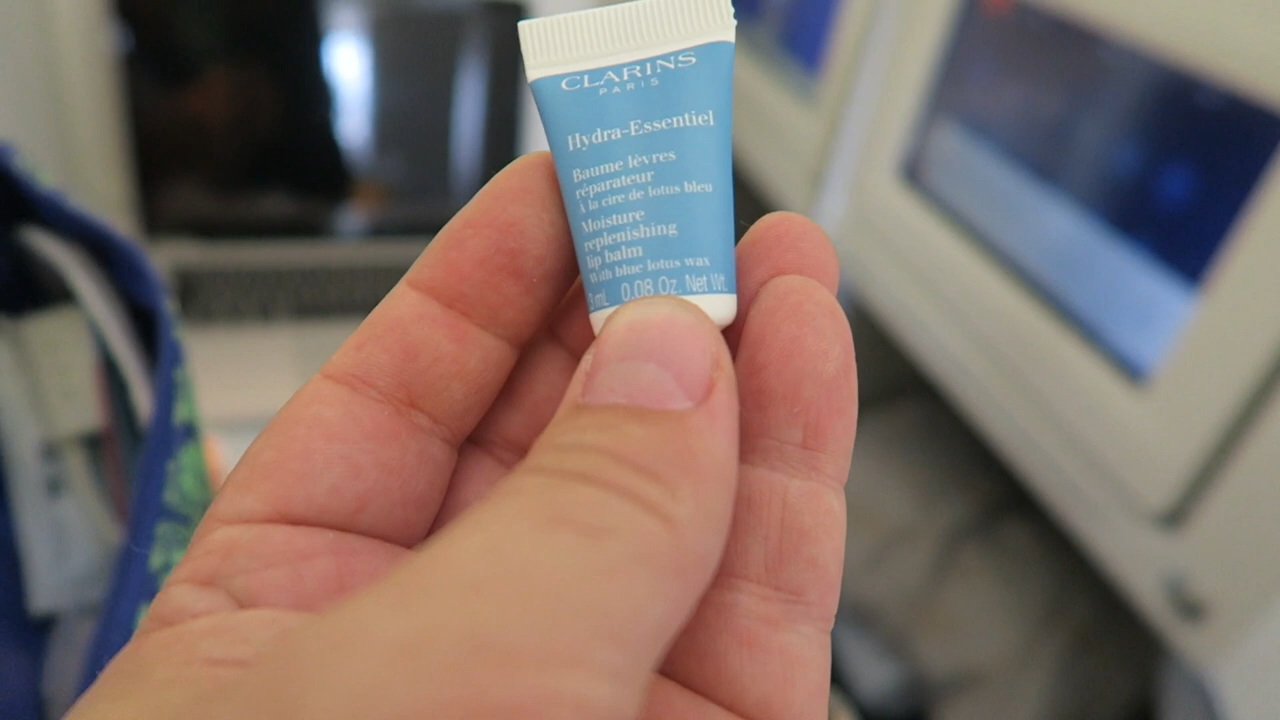 CLARINS
PARIS
Hydra-Essentiel
Baume lèvres
réparateur
À la cire de lotus bleu
Moisture
replenishing
lip balm
With blue lotus wax
3mL 0.08 Oz. Net Wt.